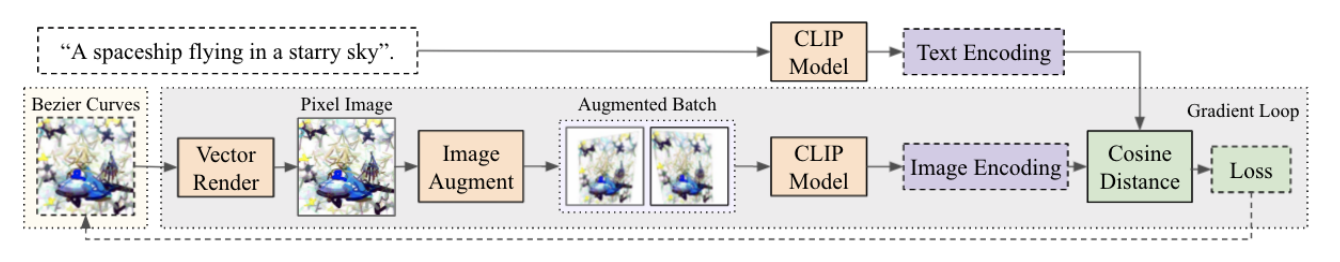 “A spaceship flying in a starry sky”.
CLIP
Model
Text Encoding
Bezier Curves
Pixel Image
Augmented Batch
Gradient Loop
Vector
Render
Image
Augment
CLIP
Model
Image Encoding
Cosine
Distance
Loss